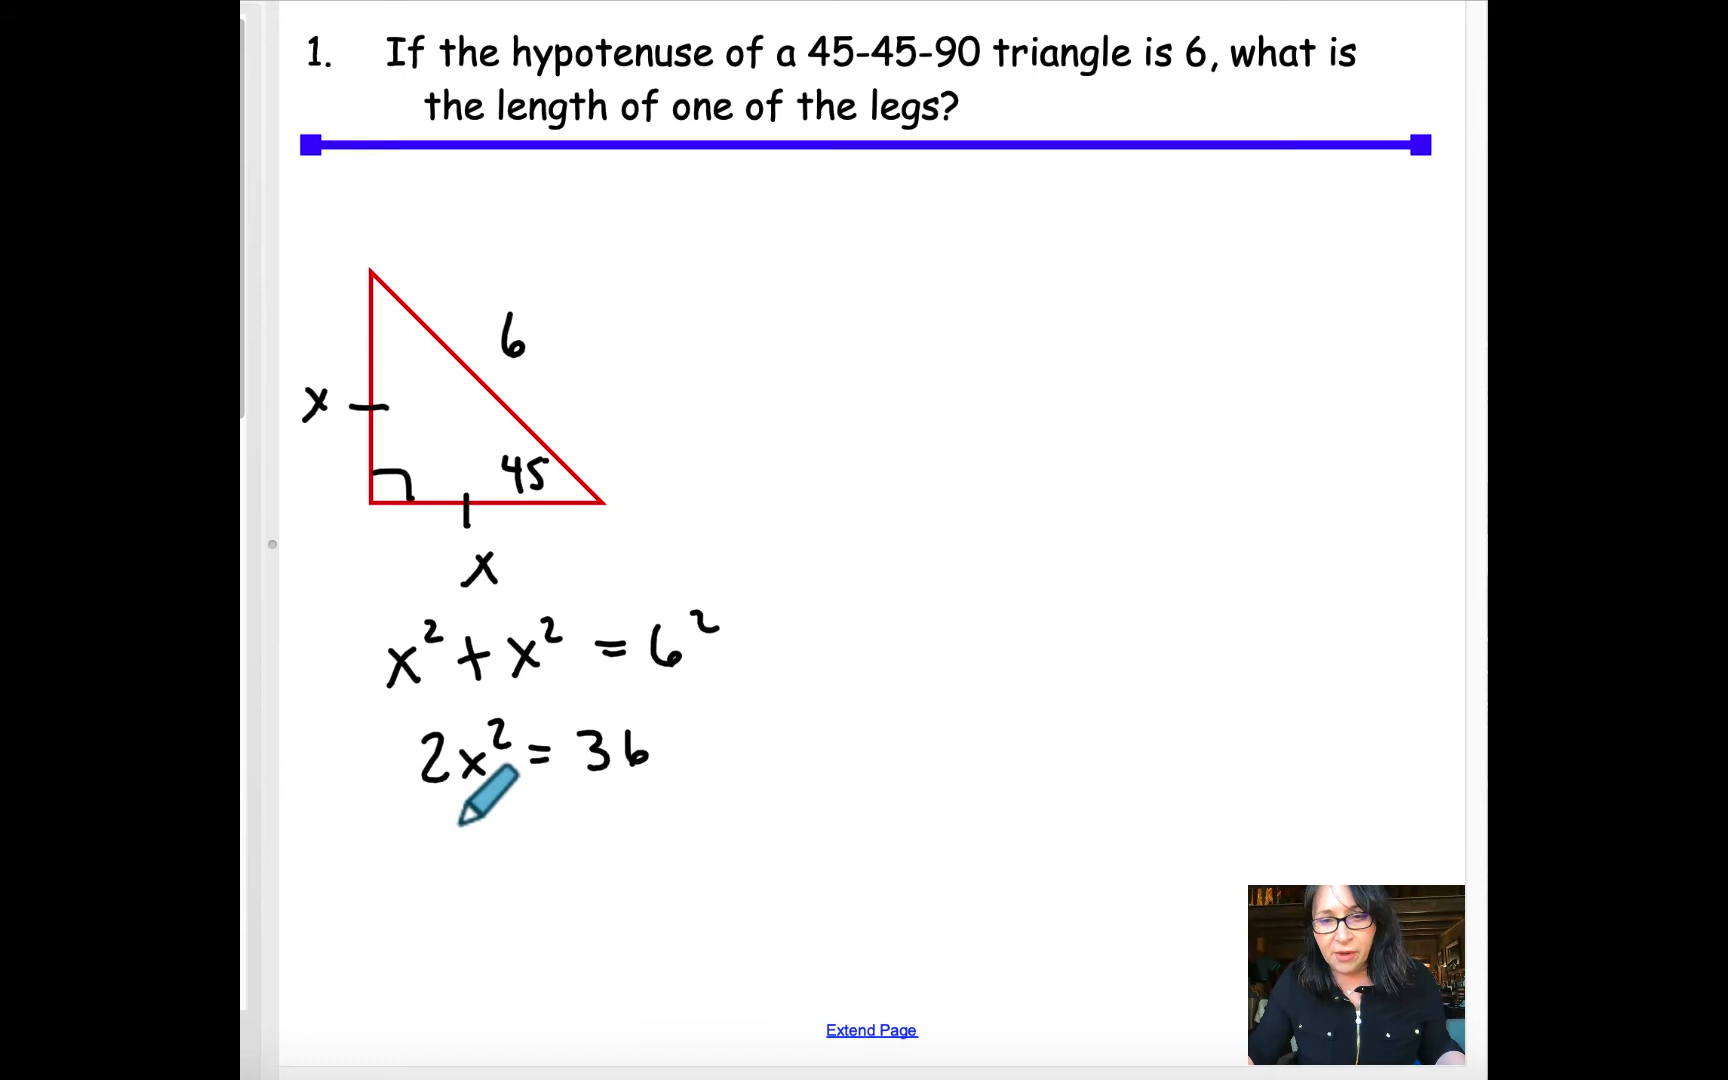 1. If the hypotenuse of a 45-45-90 triangle is 6, what is
the length of one of the legs?
6
x
45
x
x² + x² = 6²
2x² = 36
Extend Page